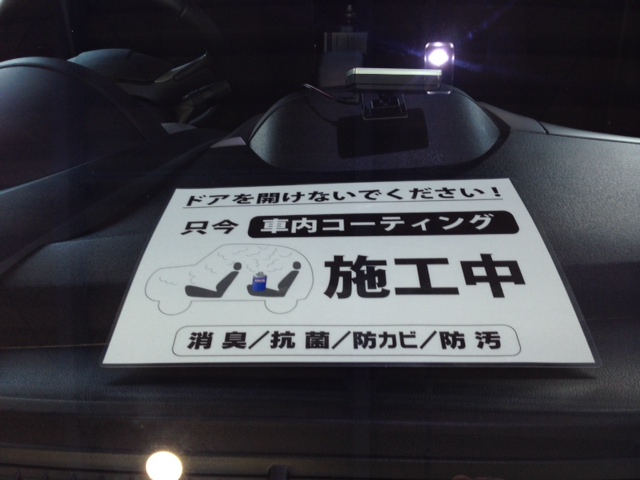 ドアを開けないでください！
只今 車内コーティング
施工中
消臭／抗菌／防カビ／防汚